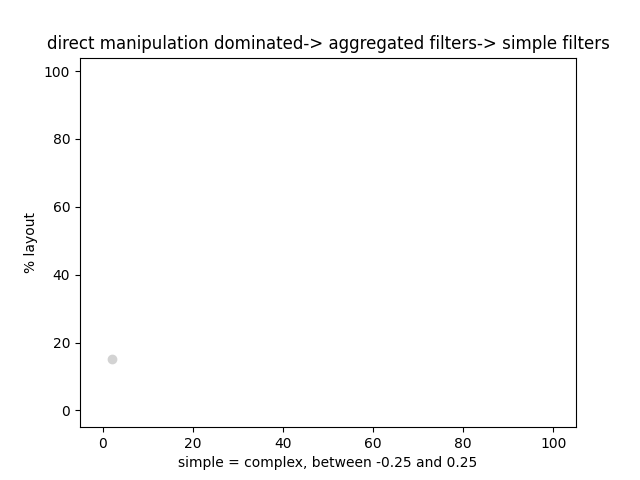 direct manipulation dominated-> aggregated filters-> simple filters
100
80
60
40
20
0
% layout
0 20 40 60 80 100
simple = complex, between -0.25 and 0.25